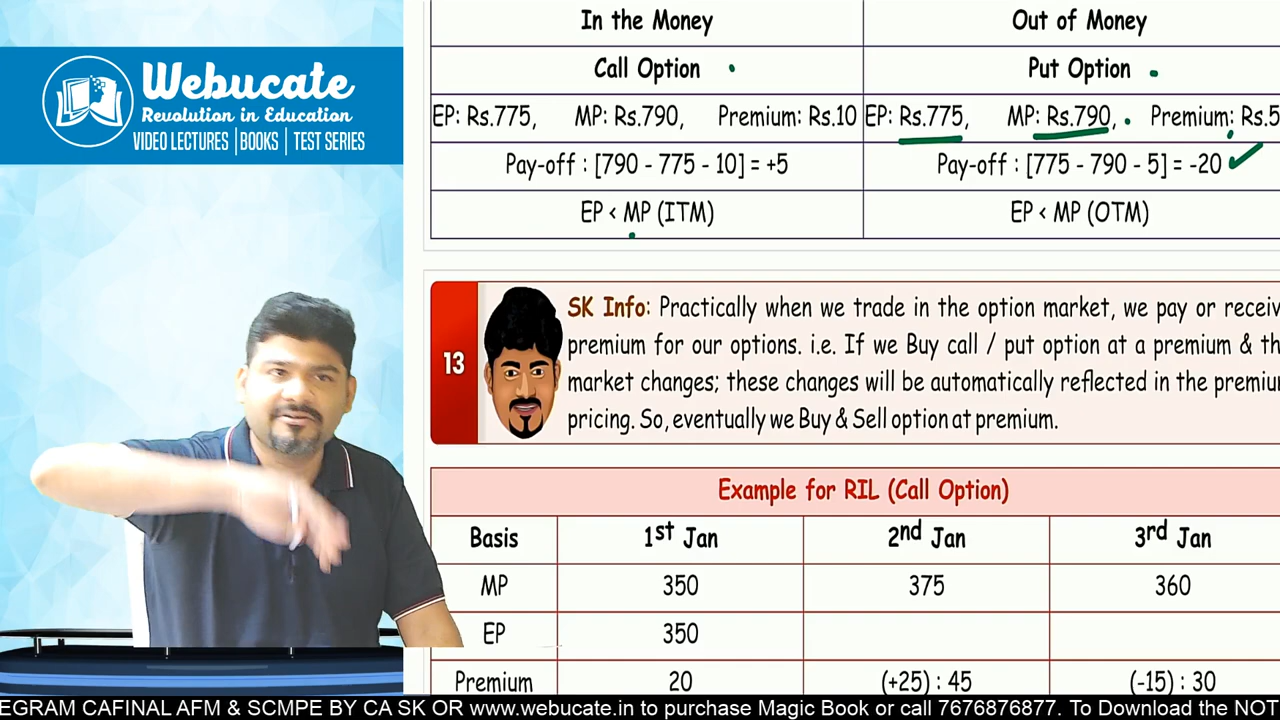 Webucate
Revolution in Education
VIDEO LECTURES | BOOKS | TEST SERIES
In the Money Out of Money
Call Option Put Option
EP: Rs.775, MP: Rs.790, Premium: Rs.10 EP: Rs.775, MP: Rs.790, Premium: Rs.5
Pay-off : [790 - 775 - 10] = +5 Pay-off : [775 - 790 - 5] = -20
EP < MP (ITM) EP < MP (OTM)
13
SK Info: Practically when we trade in the option market, we pay or receiv
premium for our options. i.e. If we Buy call / put option at a premium & th
market changes; these changes will be automatically reflected in the premiu
pricing. So, eventually we Buy & Sell option at premium.
Example for RIL (Call Option)
Basis 1st Jan 2nd Jan 3rd Jan
MP 350 375 360
EP 350
Premium 20 (+25) : 45 (-15) : 30
EGRAM CAFINAL AFM & SCMPE BY CA SK OR www.webucate.in to purchase Magic Book or call 7676876877. To Download the NOT